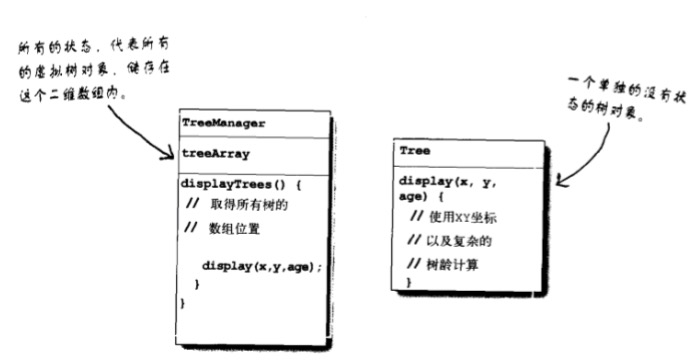 所有的状态，代表所有
的虚拟树对象，储存在
这个二维数组内。
TreeManager
treeArray
displayTrees() {
// 取得所有树的
// 数组位置
display(x,y,age);
}
}
一个单独的没有状
态的树对象。
Tree
display(x, y,
age) {
// 使用XY坐标
// 以及复杂的
// 树龄计算
}